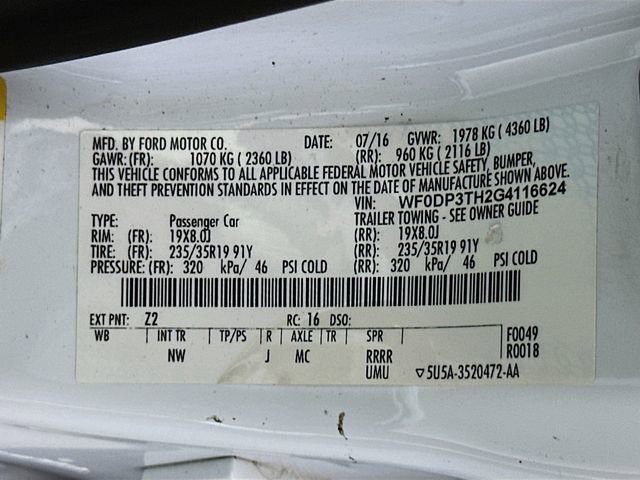 MFD. BY FORD MOTOR CO. DATE: 07/16 GVWR: 1978 KG ( 4360 LB)
GAWR: (FR): 1070 KG ( 2360 LB) (RR): 960 KG ( 2116 LB)
THIS VEHICLE CONFORMS TO ALL APPLICABLE FEDERAL MOTOR VEHICLE SAFETY, BUMPER,
AND THEFT PREVENTION STANDARDS IN EFFECT ON THE DATE OF MANUFACTURE SHOWN ABOVE.
VIN: WF0DP3TH2G4116624
TYPE: Passenger Car TRAILER TOWING - SEE OWNER GUIDE
RIM: (FR): 19X8.0J (RR): 19X8.0J
TIRE: (FR): 235/35R19 91Y (RR): 235/35R19 91Y
PRESSURE: (FR): 320 kPa/ 46 PSI COLD (RR): 320 kPa/ 46 PSI COLD
EXT PNT: Z2 RC: 16 DSO:
WB INT TR TP/PS R AXLE TR SPR F0049
NW J MC RRRR R0018
UMU ▽5U5A-3520472-AA